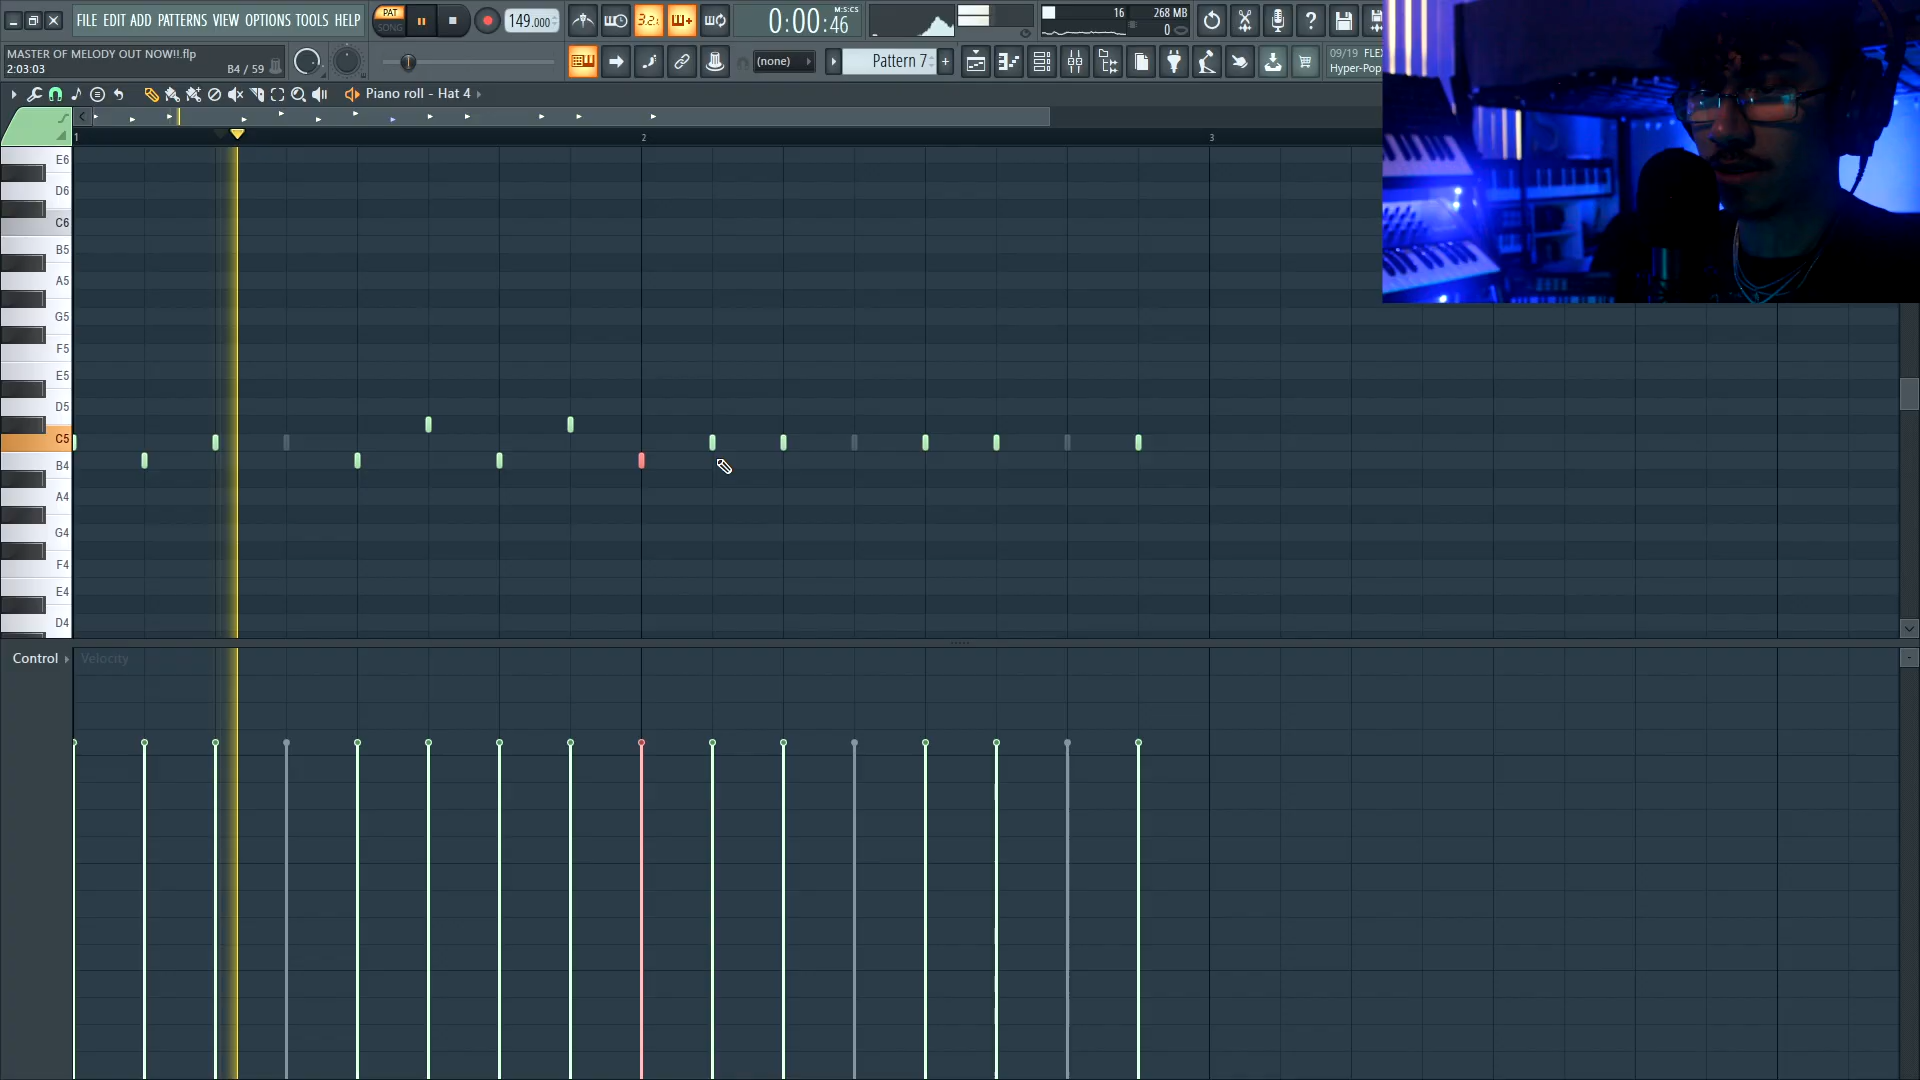 FILE EDIT ADD PATTERNS VIEW OPTIONS TOOLS HELP
PAT
SONG
149.000
3.2.
0:00:46
M:S:CS
16
268 MB
0
MASTER OF MELODY OUT NOW!!.flp
2:03:03
B4 / 59
(none)
Pattern 7
+
09/19 FLEX
Hyper-Pop
Piano roll - Hat 4
1
2
3
E6
D6
C6
B5
A5
G5
F5
E5
D5
C5
B4
A4
G4
F4
E4
D4
Control
Velocity